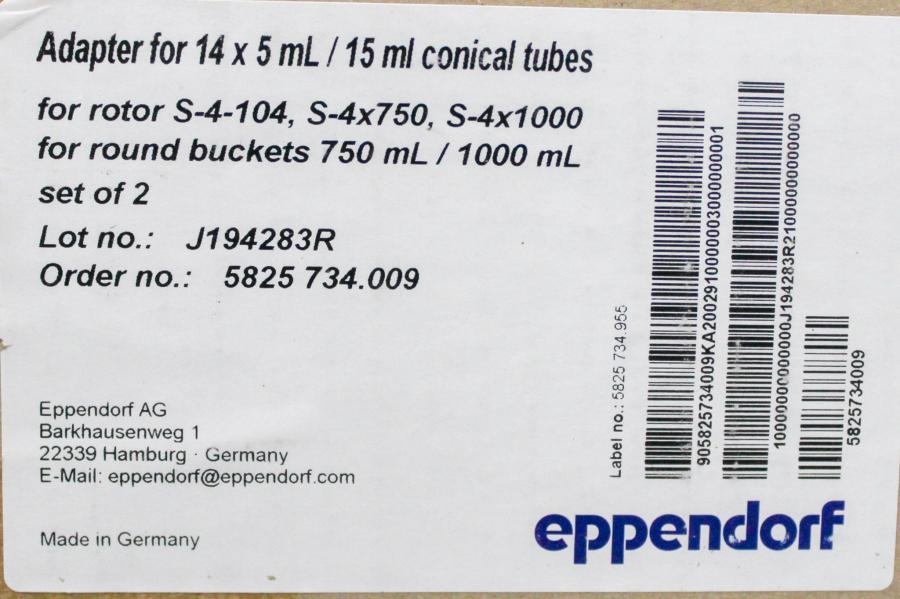 Adapter for 14 x 5 mL / 15 ml conical tubes
for rotor S-4-104, S-4x750, S-4x1000
for round buckets 750 mL / 1000 mL
set of 2
Lot no.: J194283R
Order no.: 5825 734.009
Eppendorf AG
Barkhausenweg 1
22339 Hamburg · Germany
E-Mail: eppendorf@eppendorf.com
Made in Germany
Label no.: 5825 734.955
5825734009
eppendorf